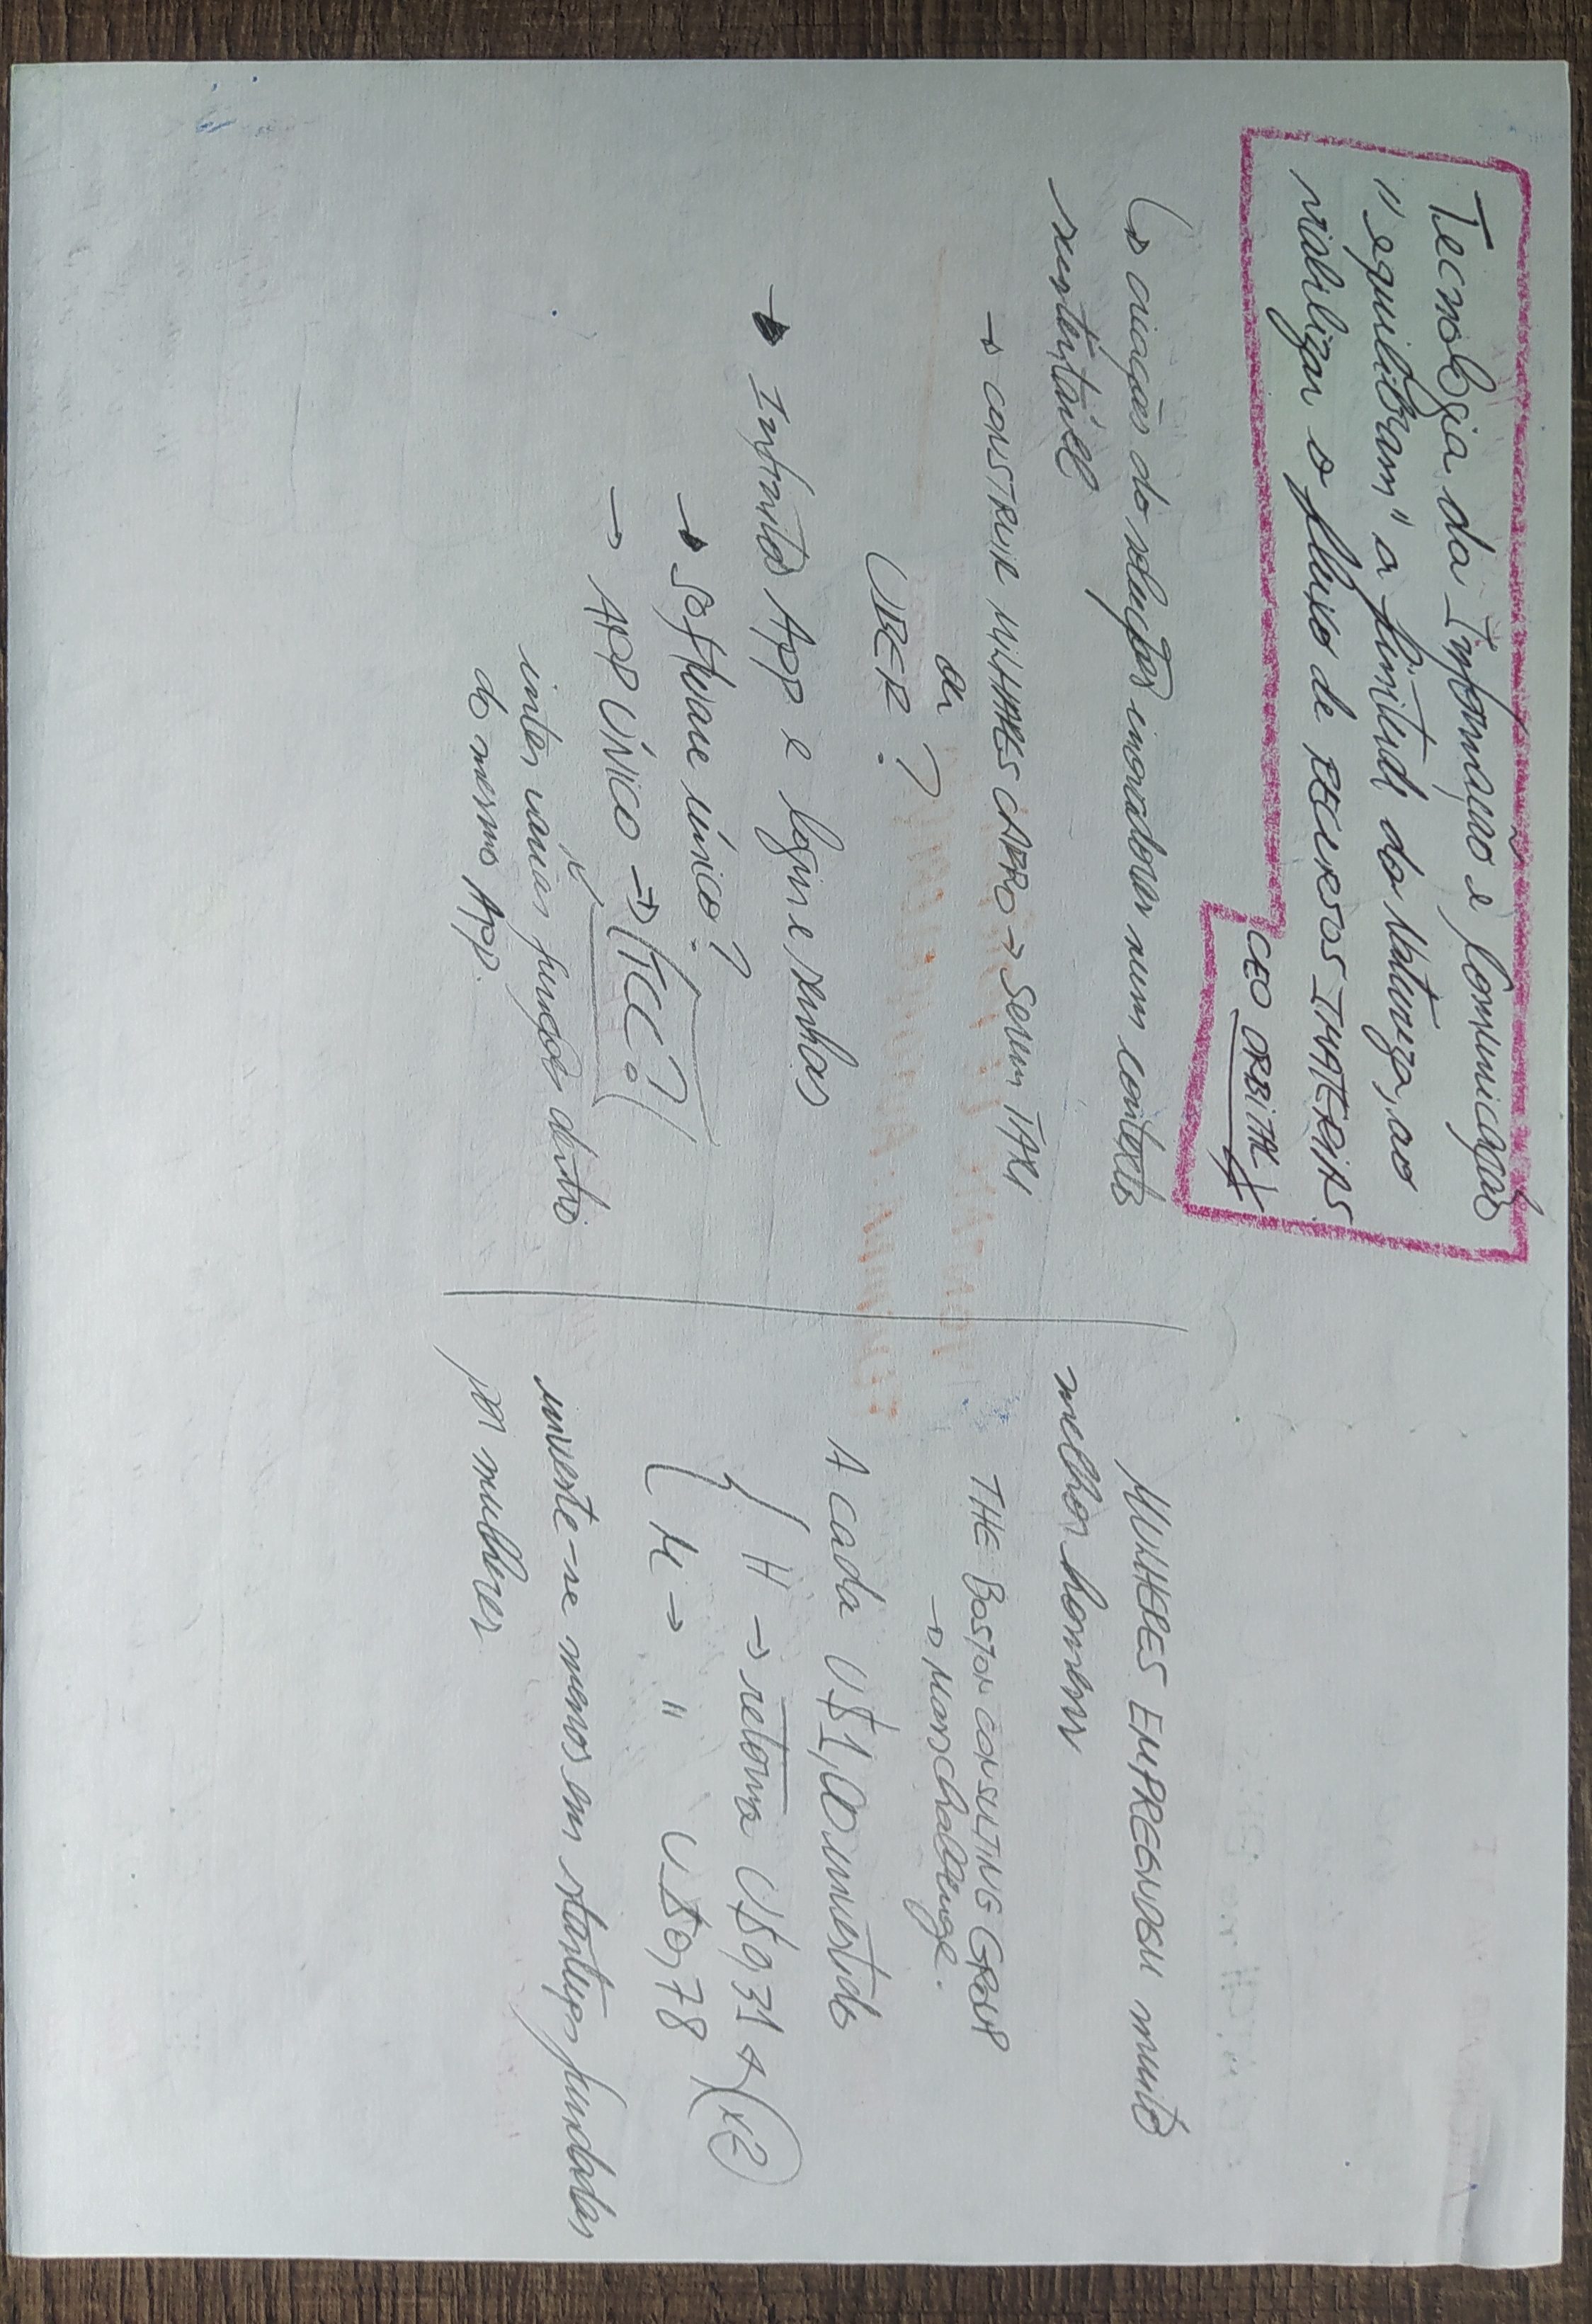 Tecnologia da Informação e Comunicação
"equilibram" a finitude da Natureza, ao
viabilizar o fluxo de RECURSOS IMATERIAS.
CEO ORBITAL X
↳ criações do soluções inovadoras num contexto
sustentável
→ CONSTRUIR MILHARES CARRO → Serem TAXI
ou
UBER ?
→ Infinitos App e login e senhas
→ software único?
→ APP ÚNICO ⇒ TCC?
inter várias funções dentro
do mesmo App.
MULHERES EMPREENDEM muito
melhor homens
THE BOSTON CONSULTING GROUP
→ MassChallenge.
A cada U$1,00 investido
H → retorna U$0,31
x2
M → " U$0,78
investe-se menos em startups fundadas
por mulheres